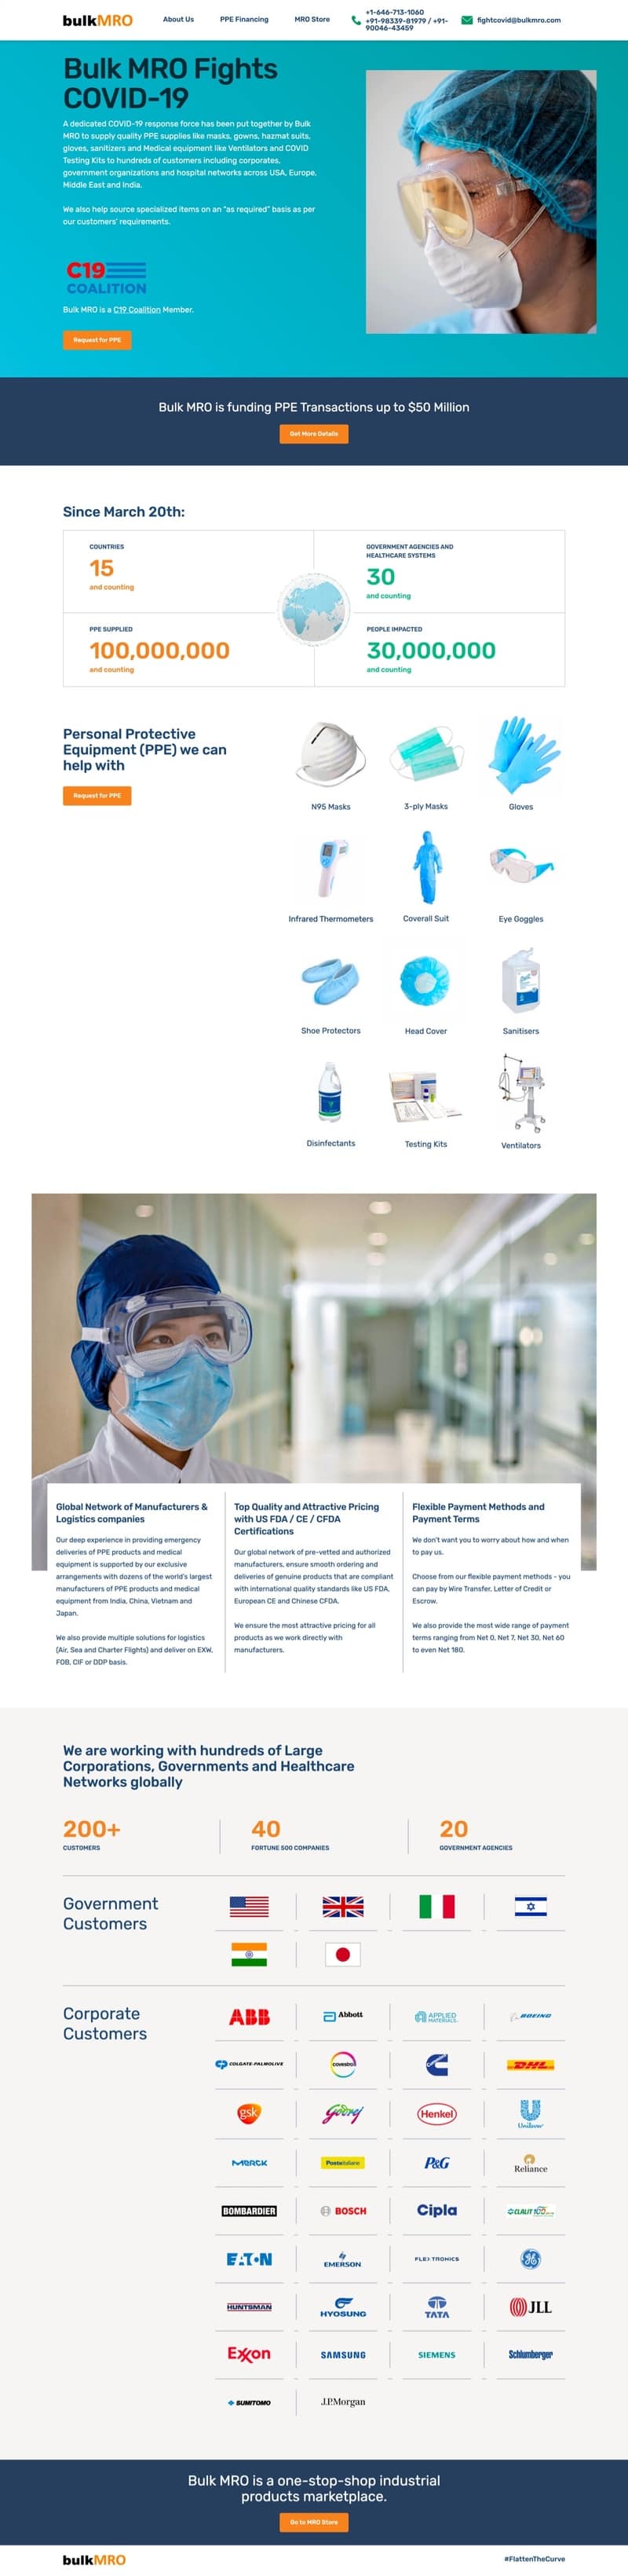 bulkMRO
About Us
PPE Financing
MRO Store
+1-646-713-1060
+91-98339-81979 / +91-
90046-43459
fightcovid@bulkmro.com
Bulk MRO Fights
COVID-19
A dedicated COVID-19 response force has been put together by Bulk
MRO to supply quality PPE supplies like masks, gowns, hazmat suits,
gloves, sanitizers and Medical equipment like Ventilators and COVID
Testing Kits to hundreds of customers including corporates,
government organizations and hospital networks across USA, Europe,
Middle East and India.
We also help source specialized items on an "as required" basis as per
our customers' requirements.
C19
COALITION
Bulk MRO is a C19 Coalition Member.
Request for PPE
Bulk MRO is funding PPE Transactions up to $50 Million
Get More Details
Since March 20th:
COUNTRIES
15
and counting
GOVERNMENT AGENCIES AND
HEALTHCARE SYSTEMS
30
and counting
PPE SUPPLIED
100,000,000
and counting
PEOPLE IMPACTED
30,000,000
and counting
Personal Protective
Equipment (PPE) we can
help with
Request for PPE
N95 Masks
3-ply Masks
Gloves
Infrared Thermometers
Coverall Suit
Eye Goggles
Shoe Protectors
Head Cover
Sanitisers
Disinfectants
Testing Kits
Ventilators
Global Network of Manufacturers &
Logistics companies
Our deep experience in providing emergency
deliveries of PPE products and medical
equipment is supported by our exclusive
arrangements with dozens of the world's largest
manufacturers of PPE products and medical
equipment from India, China, Vietnam and
Japan.
We also provide multiple solutions for logistics
(Air, Sea and Charter Flights) and deliver on EXW,
FOB, CIF or DDP basis.
Top Quality and Attractive Pricing
with US FDA / CE / CFDA
Certifications
Our global network of pre-vetted and authorized
manufacturers, ensure smooth ordering and
deliveries of genuine products that are compliant
with international quality standards like US FDA,
European CE and Chinese CFDA.
We ensure the most attractive pricing for all
products as we work directly with
manufacturers.
Flexible Payment Methods and
Payment Terms
We don't want you to worry about how and when
to pay us.
Choose from our flexible payment methods - you
can pay by Wire Transfer, Letter of Credit or
Escrow.
We also provide the most wide range of payment
terms ranging from Net 0, Net 7, Net 30, Net 60
to even Net 180.
We are working with hundreds of Large
Corporations, Governments and Healthcare
Networks globally
200+
CUSTOMERS
40
FORTUNE 500 COMPANIES
20
GOVERNMENT AGENCIES
Government
Customers
Corporate
Customers
ABB
Abbott
APPLIED
MATERIALS
BOEING
COLGATE-PALMOLIVE
covestro
DHL
gsk
Godrej
Henkel
Unilever
MERCK
Posteitaliane
P&G
Reliance
BOMBARDIER
BOSCH
Cipla
CLALIT
EATON
EMERSON
FLEXTRONICS
GE
HUNTSMAN
HYOSUNG
TATA
JLL
Exxon
SAMSUNG
SIEMENS
Schlumberger
SUMITOMO
J.P.Morgan
Bulk MRO is a one-stop-shop industrial
products marketplace.
Go to MRO Store
bulkMRO
#FlattenTheCurve